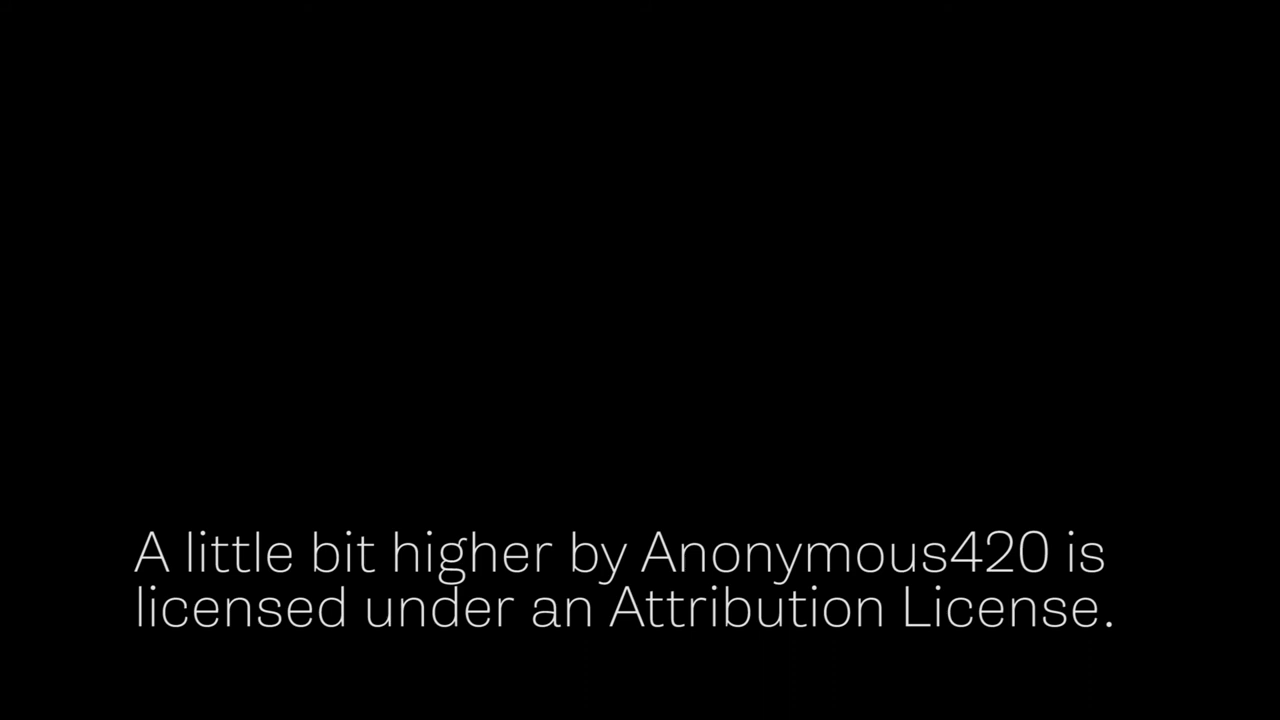 A little bit higher by Anonymous420 is
licensed under an Attribution License.